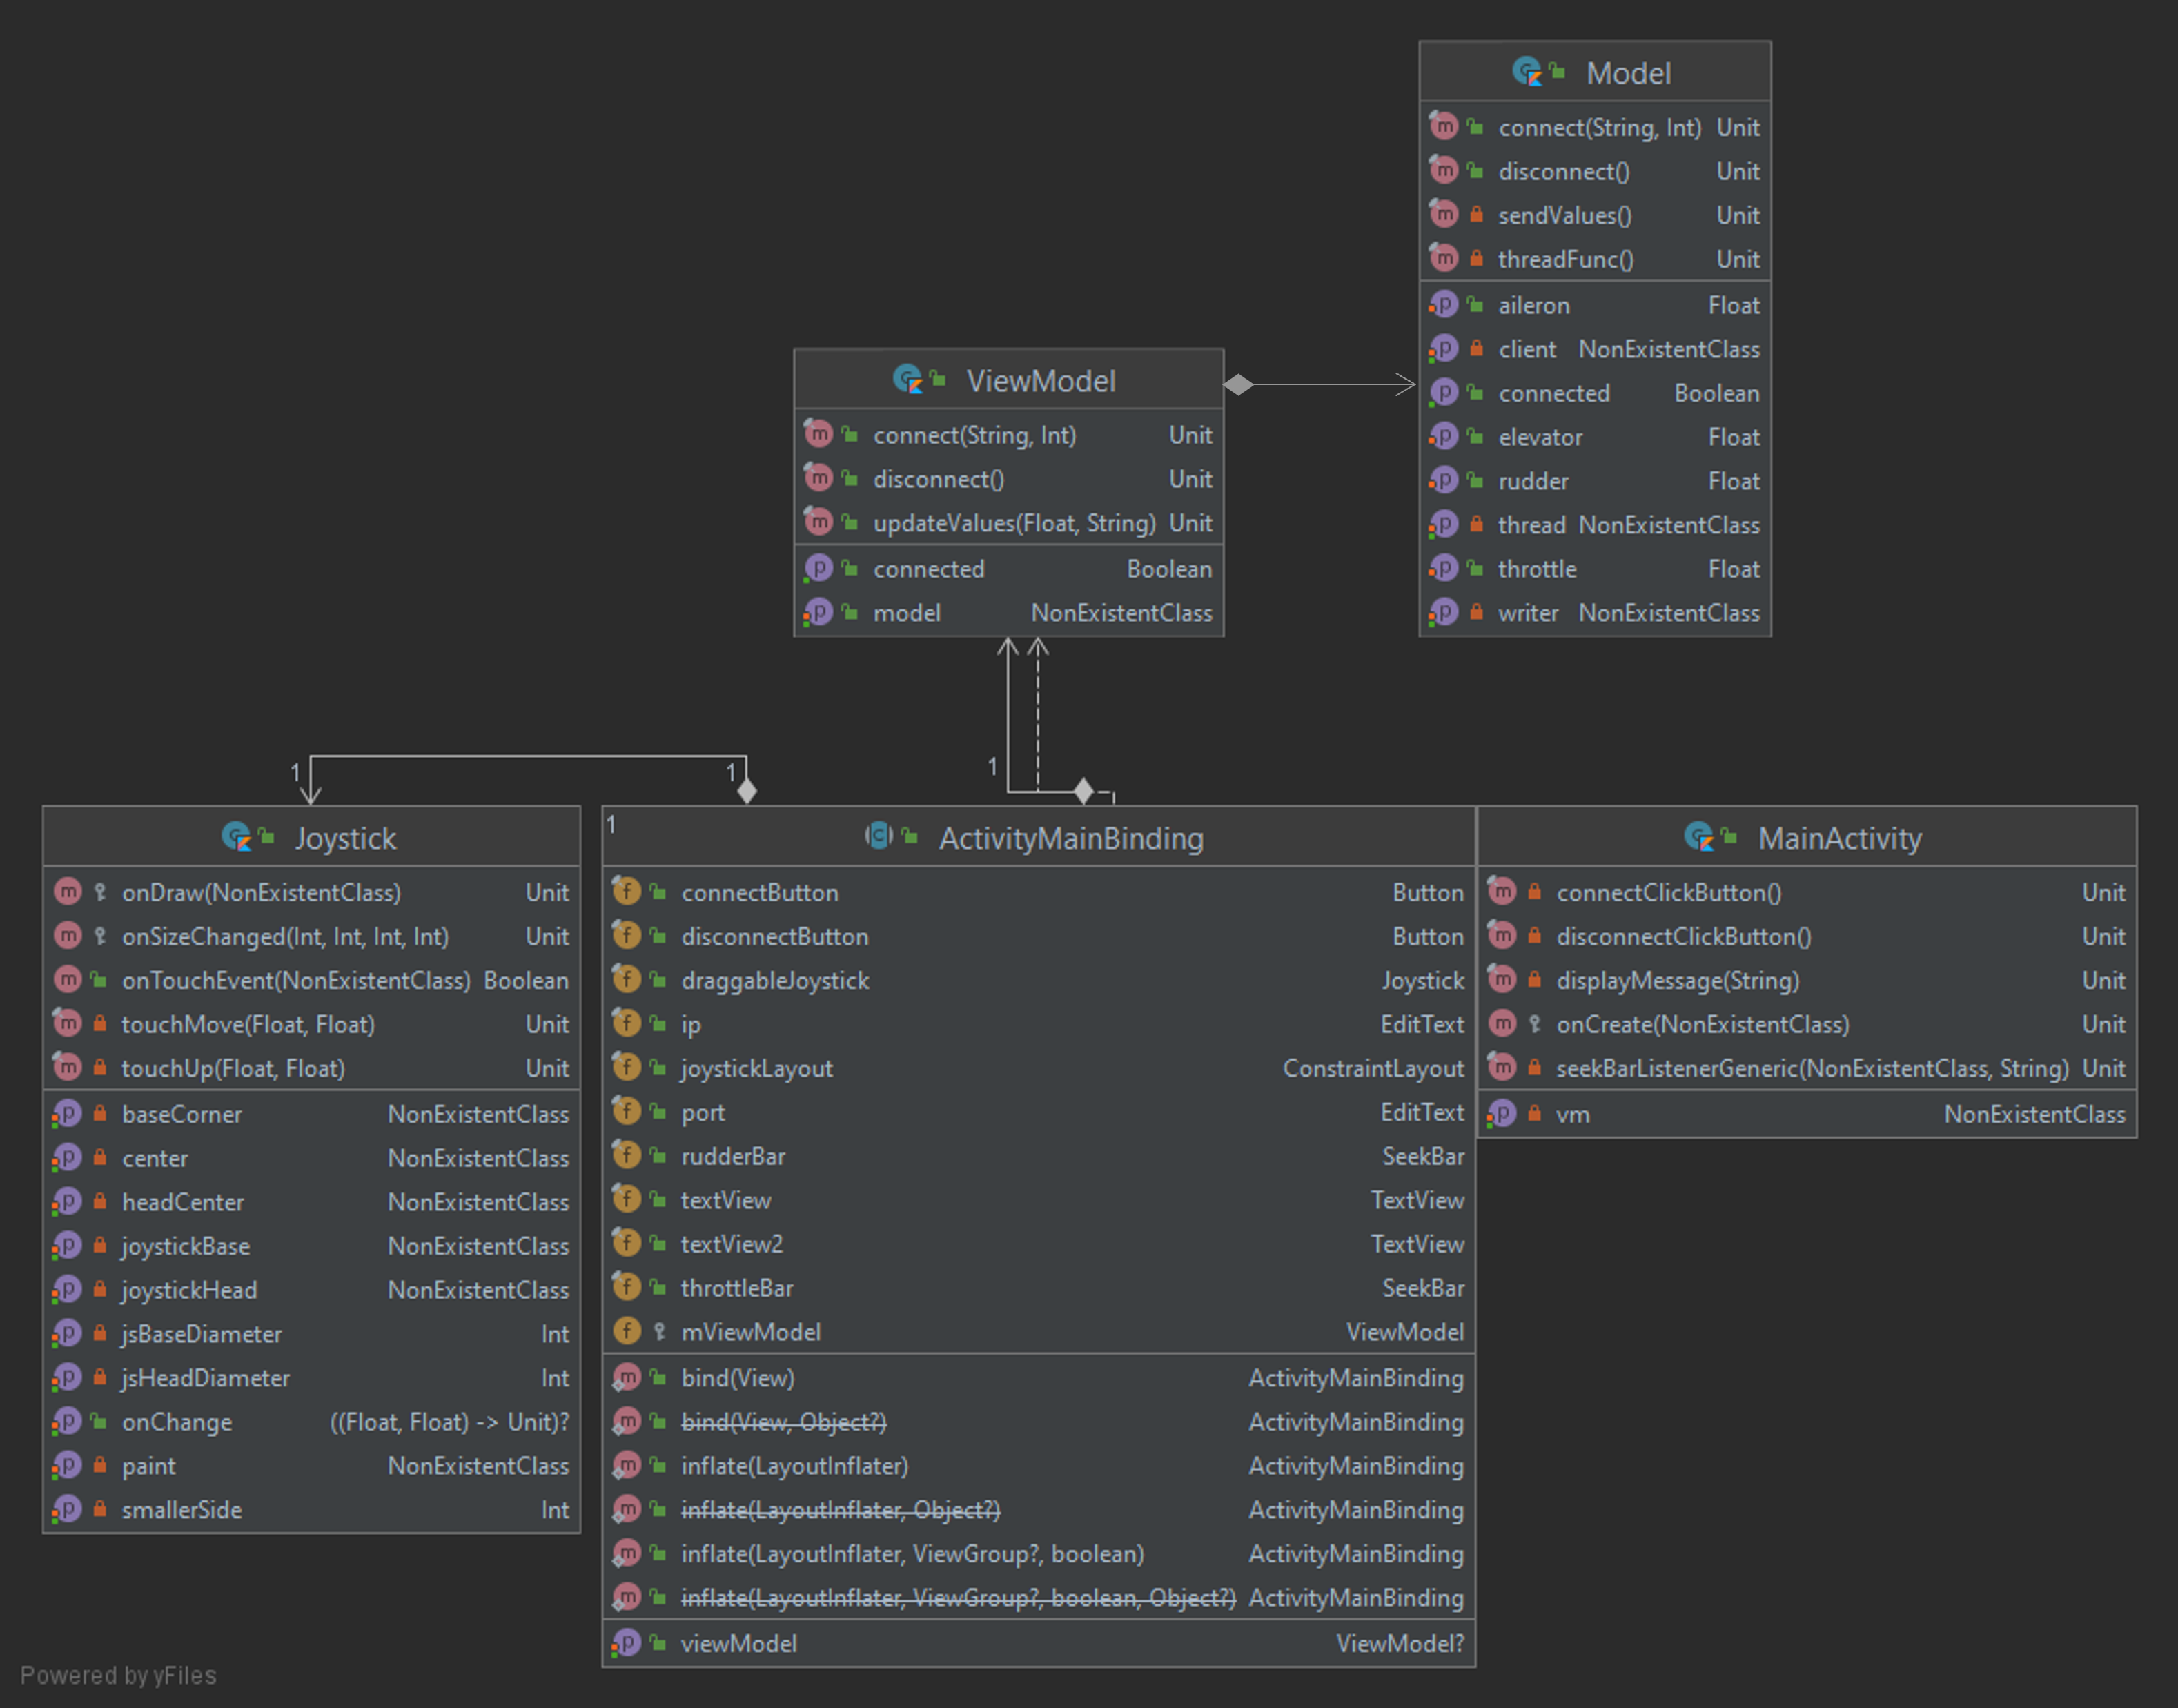 Model
connect(String, Int) Unit
disconnect() Unit
sendValues() Unit
threadFunc() Unit
aileron Float
client NonExistentClass
connected Boolean
elevator Float
rudder Float
thread NonExistentClass
throttle Float
writer NonExistentClass
ViewModel
connect(String, Int) Unit
disconnect() Unit
updateValues(Float, String) Unit
connected Boolean
model NonExistentClass
1
1
1
1
Joystick
onDraw(NonExistentClass) Unit
onSizeChanged(Int, Int, Int, Int) Unit
onTouchEvent(NonExistentClass) Boolean
touchMove(Float, Float) Unit
touchUp(Float, Float) Unit
baseCorner NonExistentClass
center NonExistentClass
headCenter NonExistentClass
joystickBase NonExistentClass
joystickHead NonExistentClass
jsBaseDiameter Int
jsHeadDiameter Int
onChange ((Float, Float) -> Unit)?
paint NonExistentClass
smallerSide Int
ActivityMainBinding
connectButton Button
disconnectButton Button
draggableJoystick Joystick
ip EditText
joystickLayout ConstraintLayout
port EditText
rudderBar SeekBar
textView TextView
textView2 TextView
throttleBar SeekBar
mViewModel ViewModel
bind(View) ActivityMainBinding
bind(View, Object?) ActivityMainBinding
inflate(LayoutInflater) ActivityMainBinding
inflate(LayoutInflater, Object?) ActivityMainBinding
inflate(LayoutInflater, ViewGroup?, boolean) ActivityMainBinding
inflate(LayoutInflater, ViewGroup?, boolean, Object?) ActivityMainBinding
viewModel ViewModel?
MainActivity
connectClickButton() Unit
disconnectClickButton() Unit
displayMessage(String) Unit
onCreate(NonExistentClass) Unit
seekBarListenerGeneric(NonExistentClass, String) Unit
vm NonExistentClass
Powered by yFiles